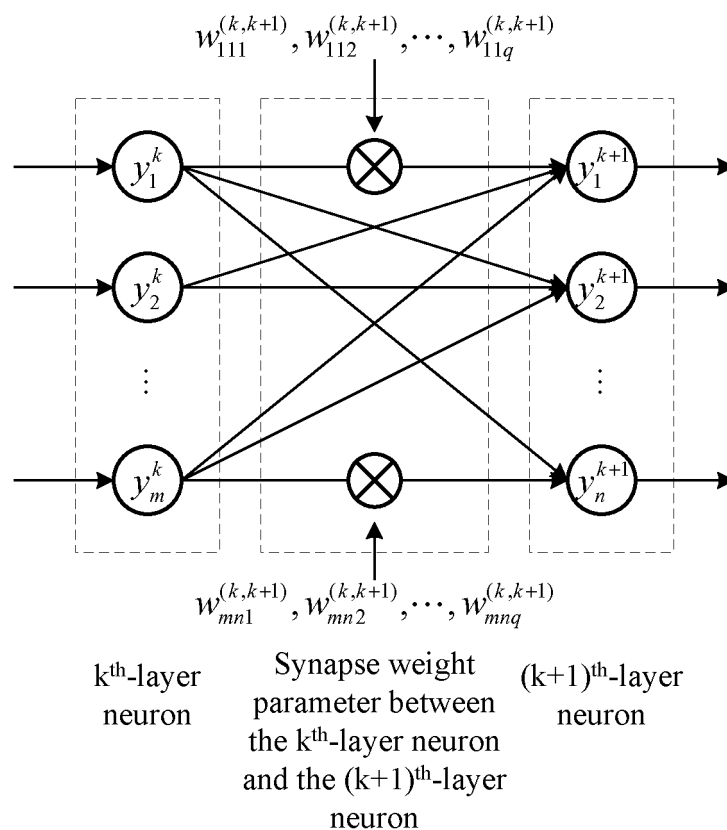 w_{111}^{(k,k+1)}, w_{112}^{(k,k+1)}, ⋯, w_{11q}^{(k,k+1)}
y_1^k
y_1^{k+1}
y_2^k
y_2^{k+1}
⋮
⋮
y_m^k
y_n^{k+1}
w_{mn1}^{(k,k+1)}, w_{mn2}^{(k,k+1)}, ⋯, w_{mnq}^{(k,k+1)}
k^{th}-layer
neuron
Synapse weight
parameter between
the k^{th}-layer neuron
and the (k+1)^{th}-layer
neuron
(k+1)^{th}-layer
neuron